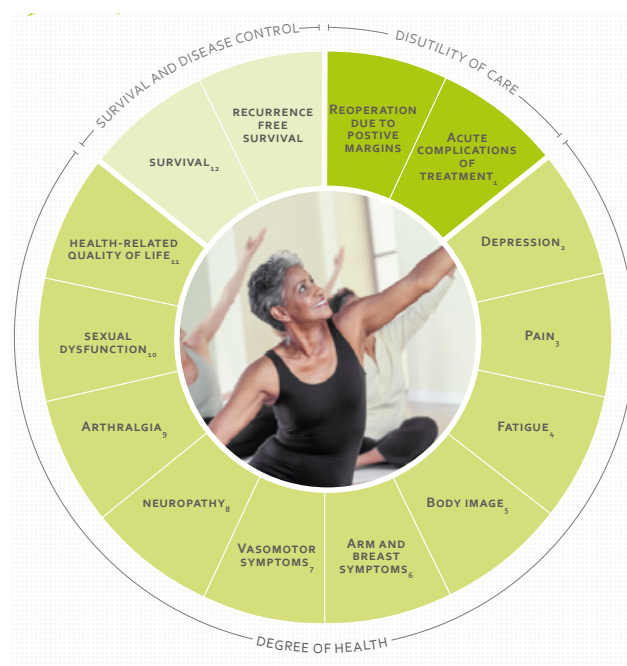 SURVIVAL AND DISEASE CONTROL
DISUTILITY OF CARE
REOPERATION
DUE TO
POSTIVE
MARGINS
ACUTE
COMPLICATIONS
OF
TREATMENT1
DEPRESSION2
PAIN3
FATIGUE4
BODY IMAGE5
ARM AND
BREAST
SYMPTOMS6
VASOMOTOR
SYMPTOMS7
NEUROPATHY8
ARTHRALGIA9
SEXUAL
DYSFUNCTION10
HEALTH-RELATED
QUALITY OF LIFE11
SURVIVAL12
RECURRENCE
FREE
SURVIVAL
DEGREE OF HEALTH